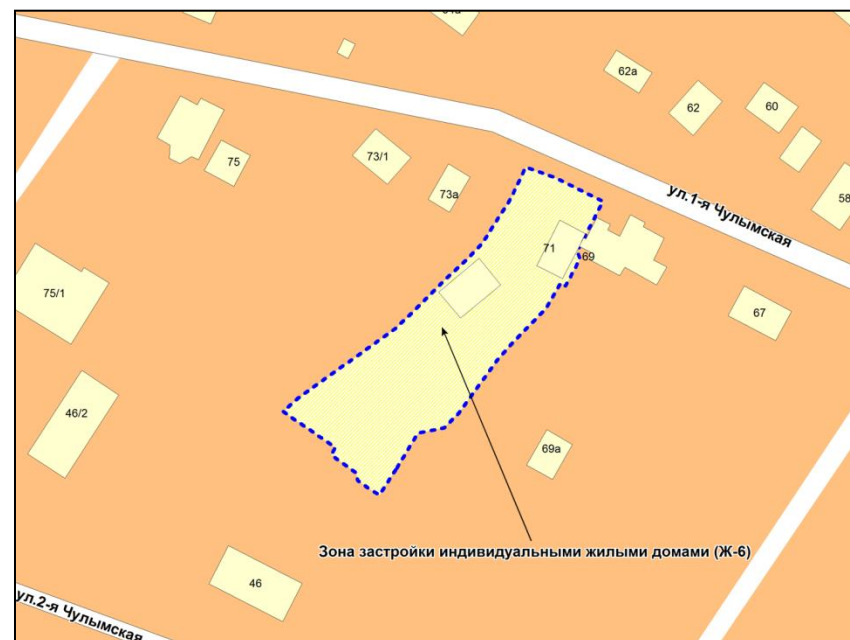 62а
62
60
58
73/1
75
73а
ул.1-я Чулымская
71
69
75/1
67
46/2
69а
Зона застройки индивидуальными жилыми домами (Ж-6)
46
ул.2-я Чулымская